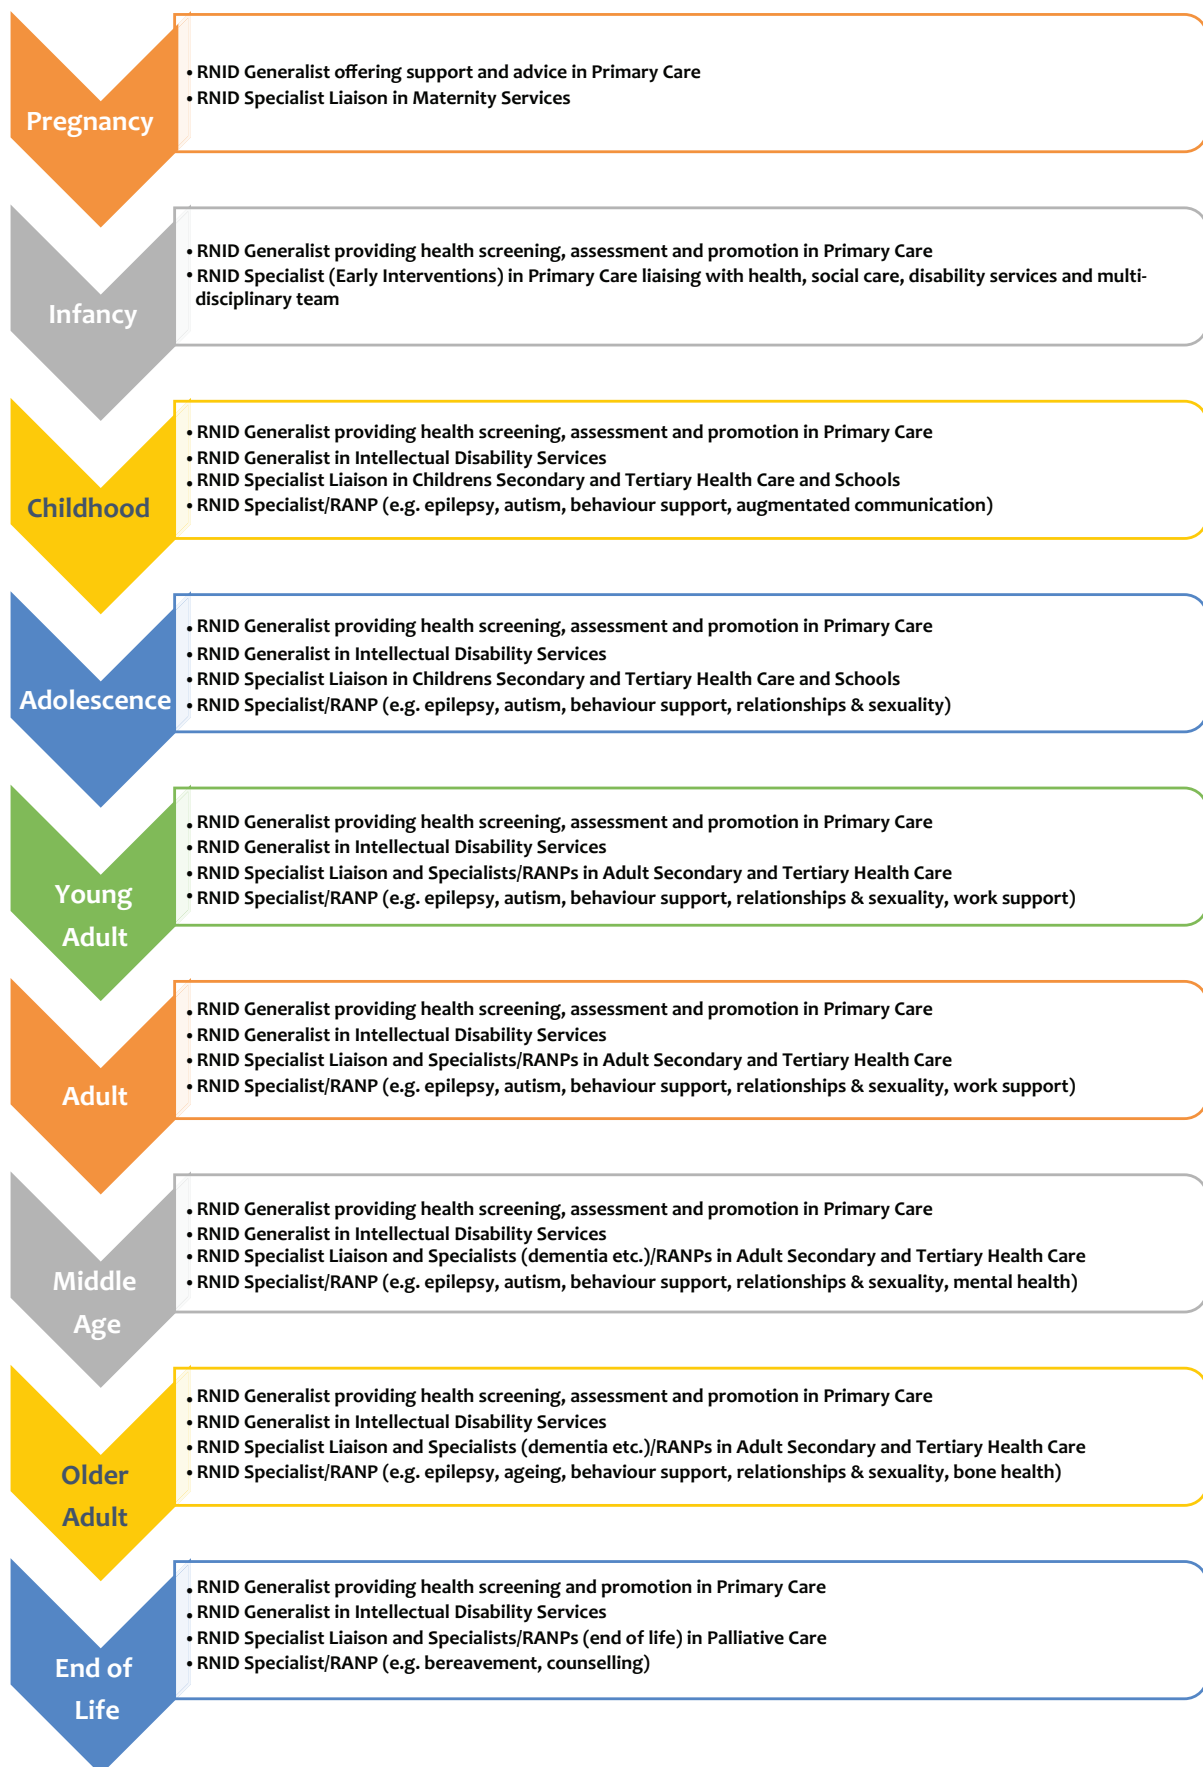 Pregnancy
• RNID Generalist offering support and advice in Primary Care
• RNID Specialist Liaison in Maternity Services
Infancy
• RNID Generalist providing health screening, assessment and promotion in Primary Care
• RNID Specialist (Early Interventions) in Primary Care liaising with health, social care, disability services and multi-
disciplinary team
Childhood
• RNID Generalist providing health screening, assessment and promotion in Primary Care
• RNID Generalist in Intellectual Disability Services
• RNID Specialist Liaison in Childrens Secondary and Tertiary Health Care and Schools
• RNID Specialist/RANP (e.g. epilepsy, autism, behaviour support, augmentated communication)
Adolescence
• RNID Generalist providing health screening, assessment and promotion in Primary Care
• RNID Generalist in Intellectual Disability Services
• RNID Specialist Liaison in Childrens Secondary and Tertiary Health Care and Schools
• RNID Specialist/RANP (e.g. epilepsy, autism, behaviour support, relationships & sexuality)
Young
Adult
• RNID Generalist providing health screening, assessment and promotion in Primary Care
• RNID Generalist in Intellectual Disability Services
• RNID Specialist Liaison and Specialists/RANPs in Adult Secondary and Tertiary Health Care
• RNID Specialist/RANP (e.g. epilepsy, autism, behaviour support, relationships & sexuality, work support)
Adult
• RNID Generalist providing health screening, assessment and promotion in Primary Care
• RNID Generalist in Intellectual Disability Services
• RNID Specialist Liaison and Specialists/RANPs in Adult Secondary and Tertiary Health Care
• RNID Specialist/RANP (e.g. epilepsy, autism, behaviour support, relationships & sexuality, work support)
Middle
Age
• RNID Generalist providing health screening, assessment and promotion in Primary Care
• RNID Generalist in Intellectual Disability Services
• RNID Specialist Liaison and Specialists (dementia etc.)/RANPs in Adult Secondary and Tertiary Health Care
• RNID Specialist/RANP (e.g. epilepsy, autism, behaviour support, relationships & sexuality, mental health)
Older
Adult
• RNID Generalist providing health screening, assessment and promotion in Primary Care
• RNID Generalist in Intellectual Disability Services
• RNID Specialist Liaison and Specialists (dementia etc.)/RANPs in Adult Secondary and Tertiary Health Care
• RNID Specialist/RANP (e.g. epilepsy, ageing, behaviour support, relationships & sexuality, bone health)
End of
Life
• RNID Generalist providing health screening and promotion in Primary Care
• RNID Generalist in Intellectual Disability Services
• RNID Specialist Liaison and Specialists/RANPs (end of life) in Palliative Care
• RNID Specialist/RANP (e.g. bereavement, counselling)